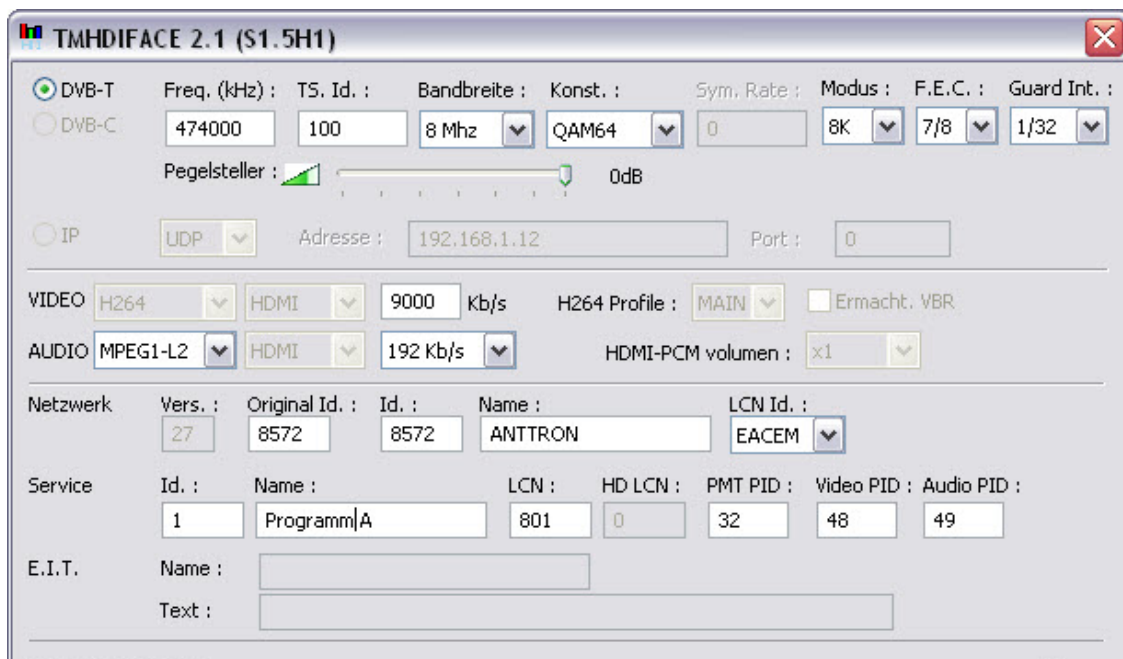 TMHDIFACE 2.1 (S1.5H1)
DVB-T Freq. (kHz) : TS. Id. : Bandbreite : Konst. : Sym. Rate : Modus : F.E.C. : Guard Int. :
DVB-C 474000 100 8 Mhz QAM64 0 8K 7/8 1/32
Pegelsteller : 0dB
IP UDP Adresse : 192.168.1.12 Port : 0
VIDEO H264 HDMI 9000 Kb/s H264 Profile : MAIN Ermacht. VBR
AUDIO MPEG1-L2 HDMI 192 Kb/s HDMI-PCM volumen : x1
Netzwerk Vers. : Original Id. : Id. : Name : LCN Id. :
27 8572 8572 ANTTRON EACEM
Service Id. : Name : LCN : HD LCN : PMT PID : Video PID : Audio PID :
1 Programm A 801 0 32 48 49
E.I.T. Name :
Text :